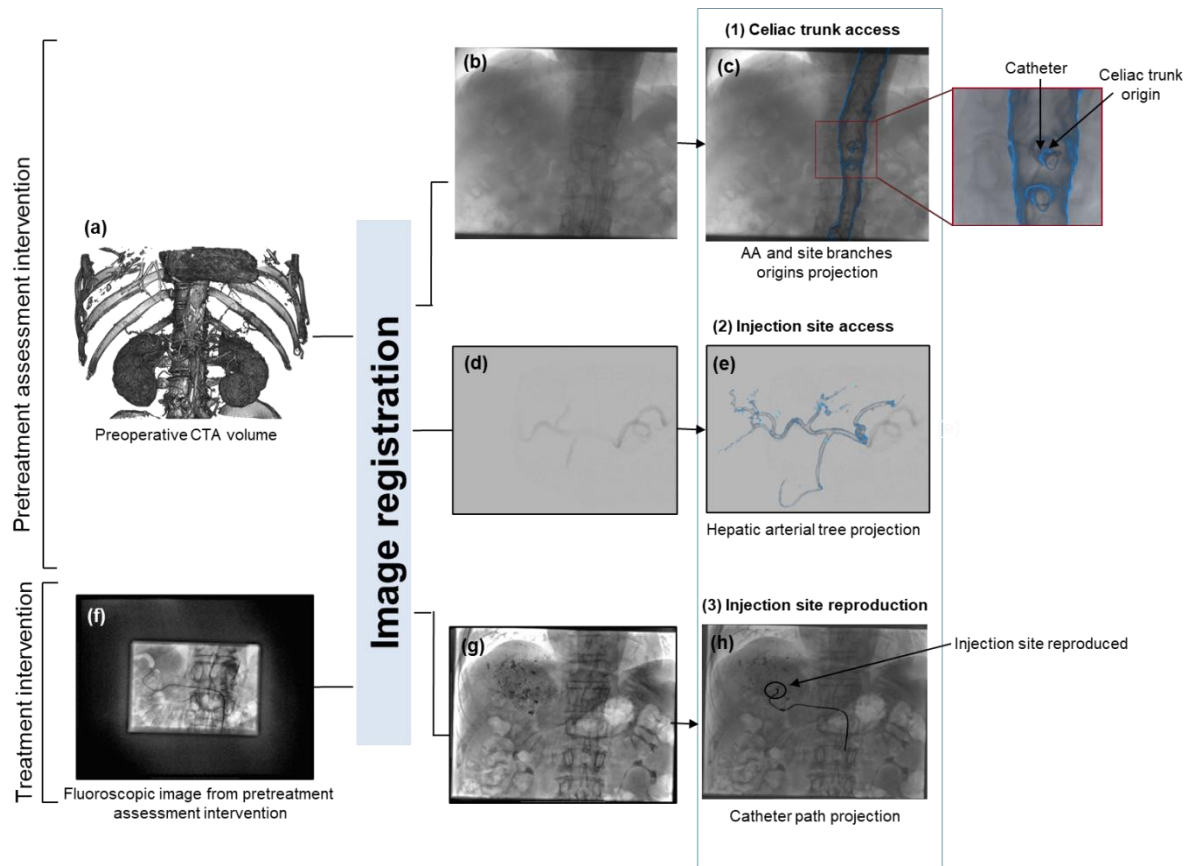 Pretreatment assessment intervention
Treatment intervention
(a)
Preoperative CTA volume
(f)
Fluoroscopic image from pretreatment
assessment intervention
Image registration
(b)
(1) Celiac trunk access
(c)
AA and site branches
origins projection
Catheter
Celiac trunk
origin
(d)
(2) Injection site access
(e)
Hepatic arterial tree projection
(g)
(3) Injection site reproduction
(h)
Injection site reproduced
Catheter path projection